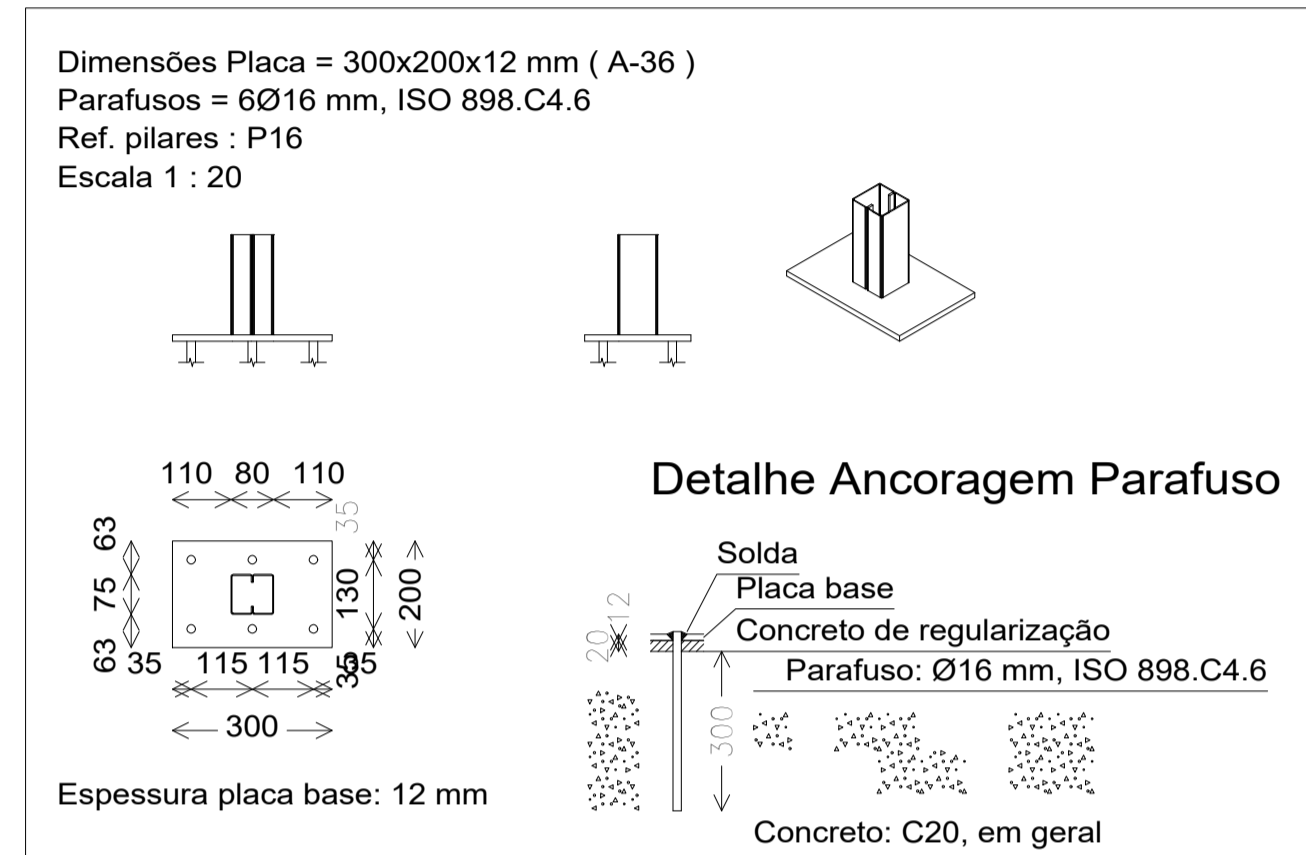 Dimensões Placa = 300x200x12 mm ( A-36 )
Parafusos = 6Ø16 mm, ISO 898.C4.6
Ref. pilares : P16
Escala 1 : 20
110 80 110
35
63
75
63
130
200
35
35 115 115 35
300
Espessura placa base: 12 mm
Detalhe Ancoragem Parafuso
Solda
Placa base
Concreto de regularização
Parafuso: Ø16 mm, ISO 898.C4.6
12
20
300
Concreto: C20, em geral